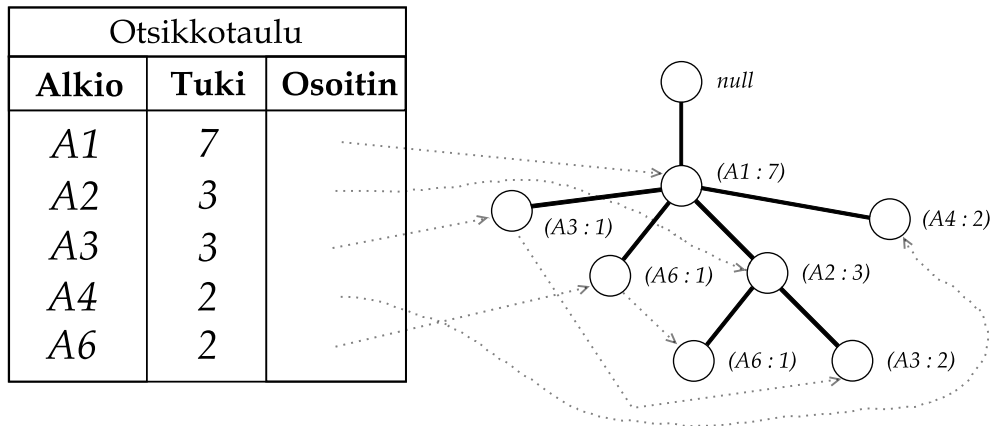 Otsikkotaulu
Alkio Tuki Osoitin
A1 7
A2 3
A3 3
A4 2
A6 2
null
(A1 : 7)
(A3 : 1)
(A4 : 2)
(A6 : 1)
(A2 : 3)
(A6 : 1)
(A3 : 2)